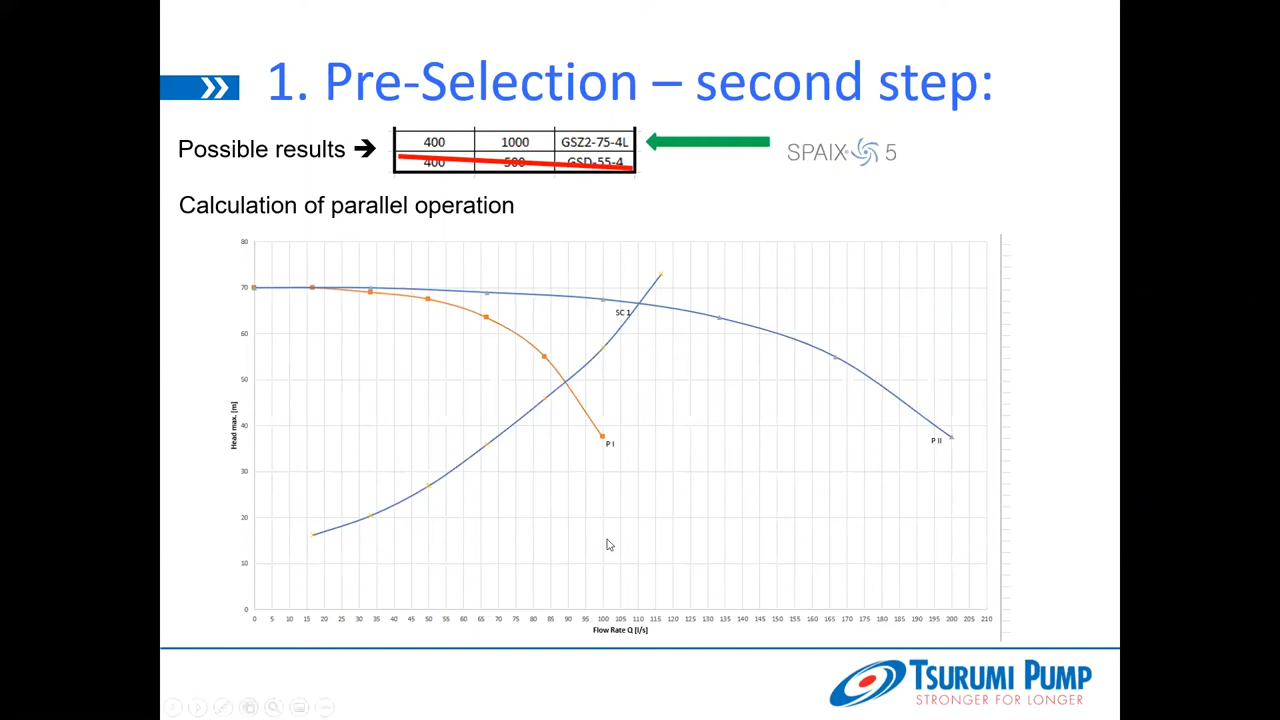 1. Pre-Selection – second step:
Possible results ➔
400 1000 GSZ2-75-4L
400 500 GSD-55-4
SPAIX® 5
Calculation of parallel operation
80
70
60
50
40
30
20
10
0
Head max. [m]
SC 1
P I
P II
0 5 10 15 20 25 30 35 40 45 50 55 60 65 70 75 80 85 90 95 100 105 110 115 120 125 130 135 140 145 150 155 160 165 170 175 180 185 190 195 200 205 210
Flow Rate Q [l/s]
TSURUMI PUMP
STRONGER FOR LONGER